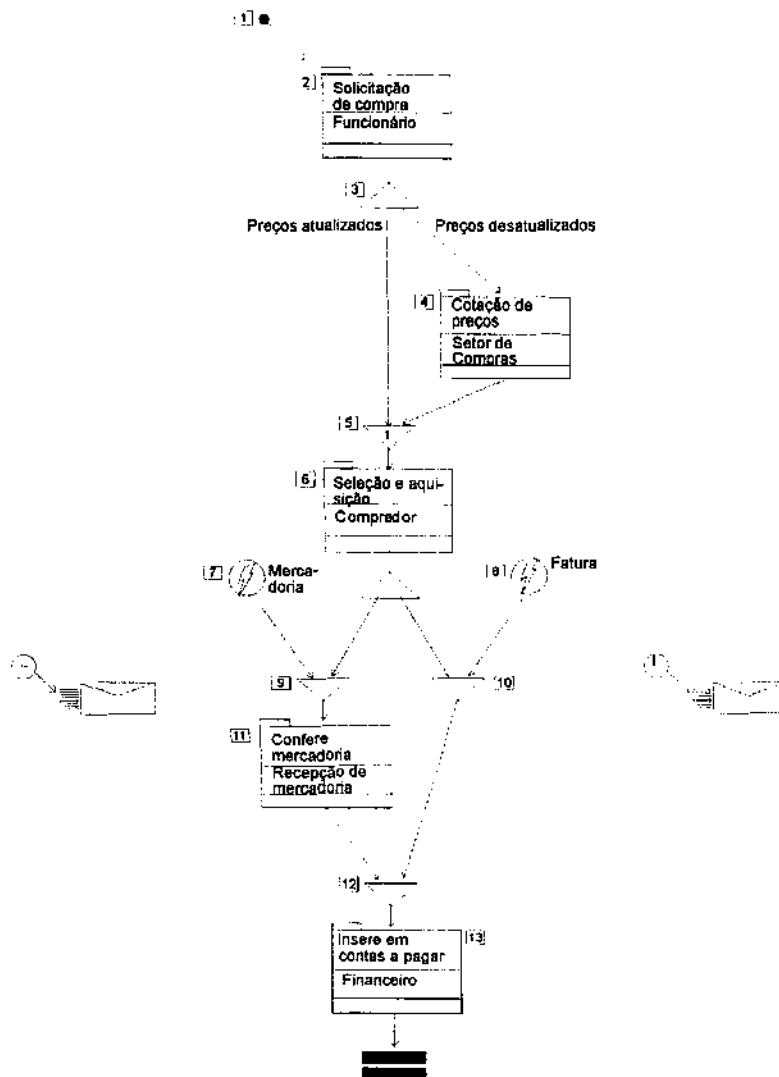 1
2
Solicitação
de compra
Funcionário
3
Preços atualizados
Preços desatualizados
4
Cotação de
preços
Setor de
Compras
5
1
6
Seleção e aqui-
sição
Comprador
7
Merca-
doria
8
Fatura
9
10
11
Confere
mercadoria
Recepção de
mercadoria
12
13
Insere em
contas a pagar
Financeiro